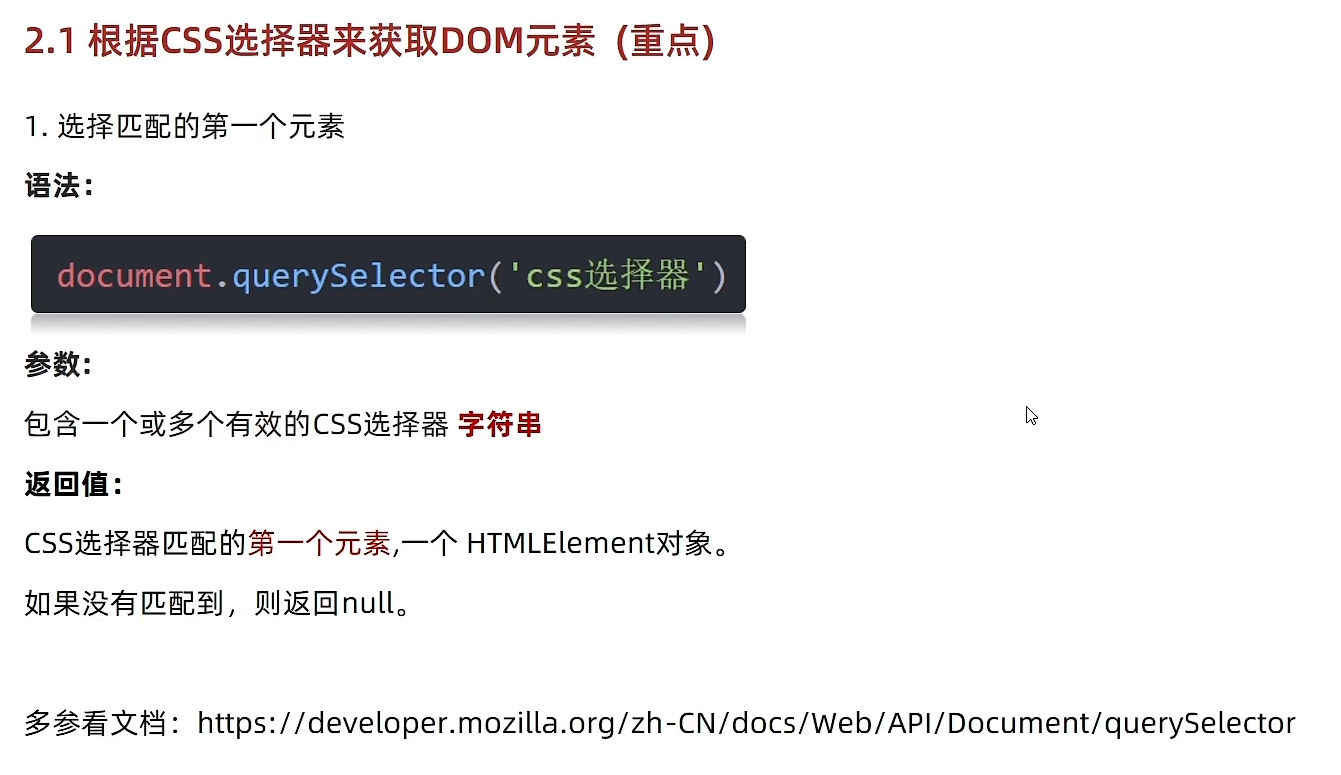 2.1 根据CSS选择器来获取DOM元素（重点）
1. 选择匹配的第一个元素
语法：
document.querySelector('css选择器')
参数:
包含一个或多个有效的CSS选择器 字符串
返回值：
CSS选择器匹配的第一个元素,一个 HTMLElement对象。
如果没有匹配到，则返回null。
多参看文档：https://developer.mozilla.org/zh-CN/docs/Web/API/Document/querySelector